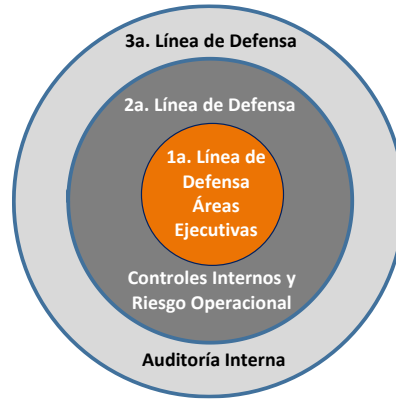 3a. Línea de Defensa
2a. Línea de Defensa
1a. Línea de
Defensa
Áreas
Ejecutivas
Controles Internos y
Riesgo Operacional
Auditoría Interna